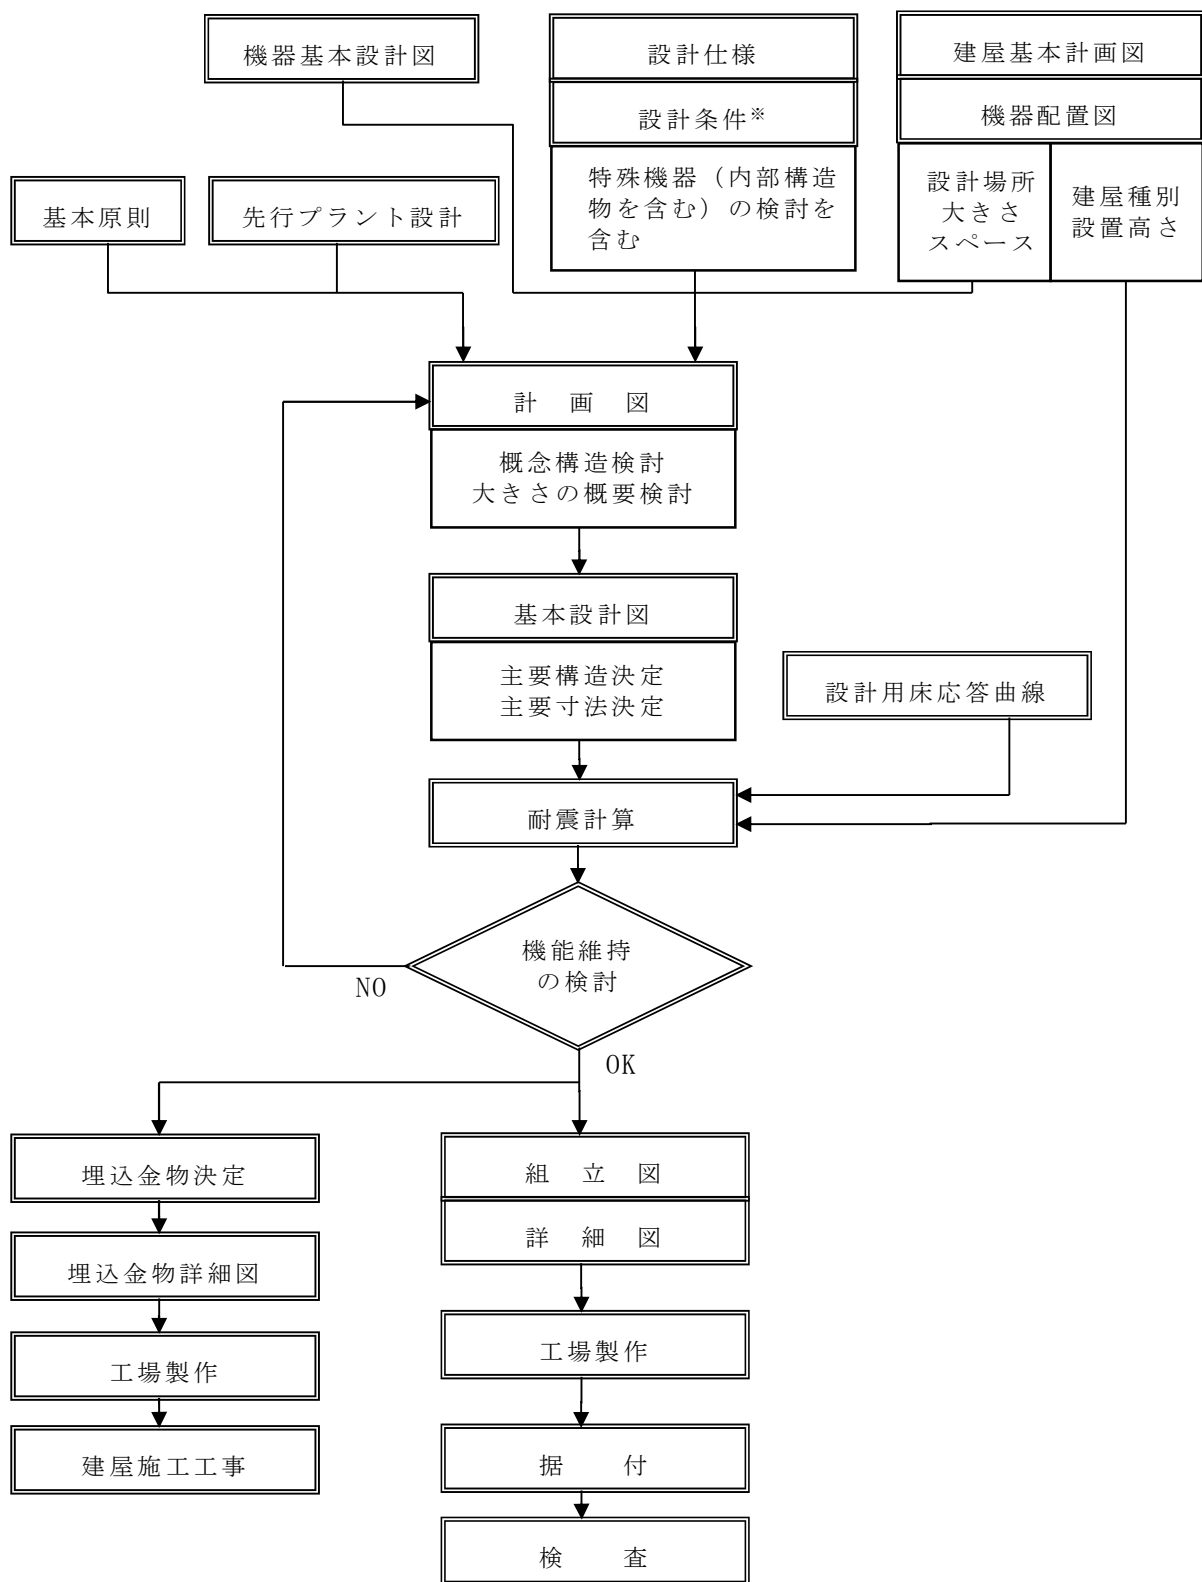 機器基本設計図
設計仕様
建屋基本計画図
設計条件※
機器配置図
特殊機器（内部構造
物を含む）の検討を
含む
設計場所
大きさ
スペース
建屋種別
設置高さ
基本原則
先行プラント設計
計 画 図
概念構造検討
大きさの概要検討
基本設計図
主要構造決定
主要寸法決定
設計用床応答曲線
耐震計算
機能維持
の検討
NO
OK
埋込金物決定
組 立 図
詳 細 図
埋込金物詳細図
工場製作
工場製作
建屋施工工事
据 付
検 査